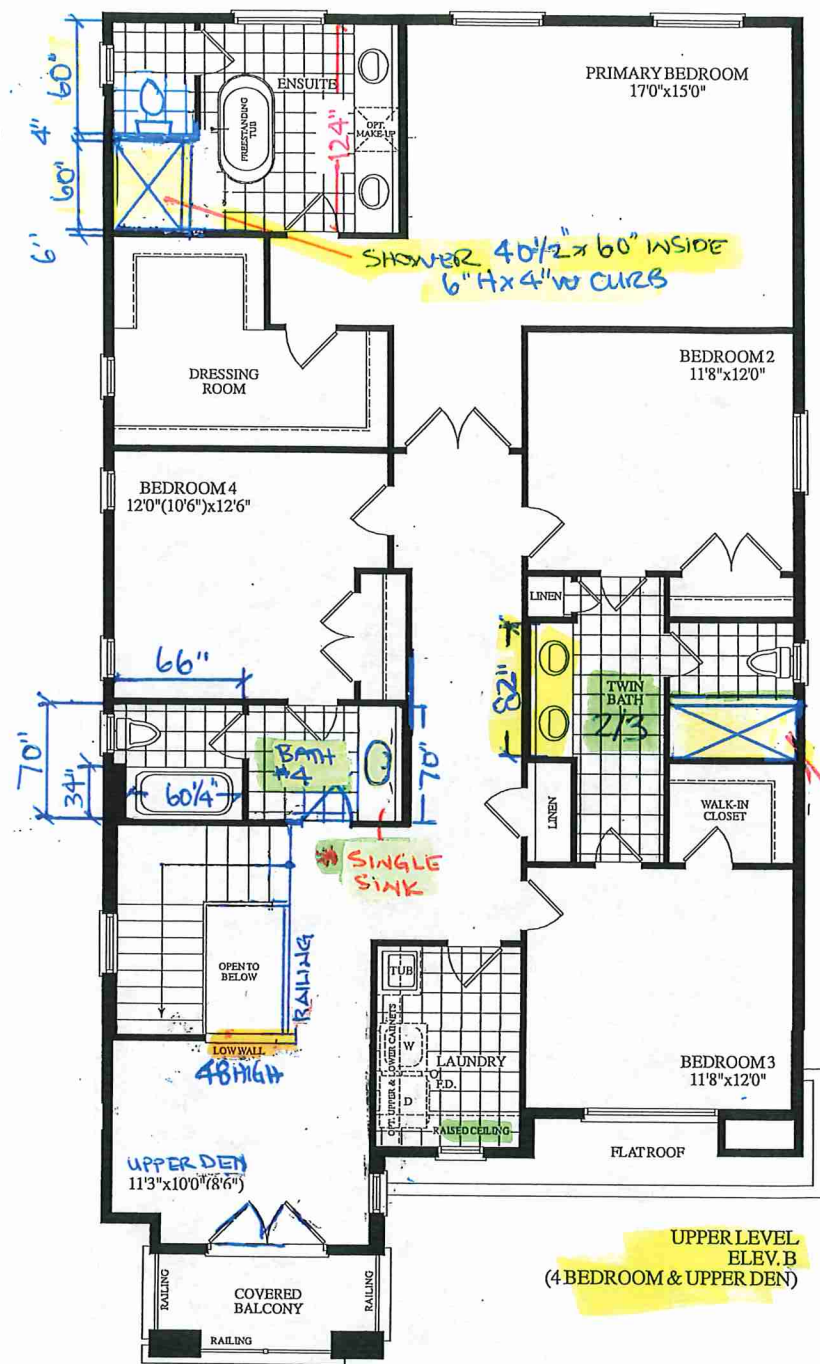 60"
4"
60"
6"
ENSUITE
FREESTANDING
TUB
124"
OPT.
MAKE-UP
PRIMARY BEDROOM
17'0"x15'0"
SHOWER 40 1/2" x 60" INSIDE
6" H x 4" W CURB
DRESSING
ROOM
BEDROOM 2
11'8"x12'0"
BEDROOM 4
12'0"(10'6")x12'6"
LINEN
66"
82"
TWIN
BATH
2/3
70"
34"
60 1/4"
BATH
#4
70"
LINEN
WALK-IN
CLOSET
* SINGLE
SINK
OPEN TO
BELOW
RAILING
LOW WALL
48 HIGH
TUB
OPT. UPPER & LOWER CABINETS
W
D
LAUNDRY
F.D.
RAISED CEILING
BEDROOM 3
11'8"x12'0"
FLAT ROOF
UPPER DEN
11'3"x10'0"(8'6")
RAILING
COVERED
BALCONY
RAILING
RAILING
UPPER LEVEL
ELEV. B
(4 BEDROOM & UPPER DEN)